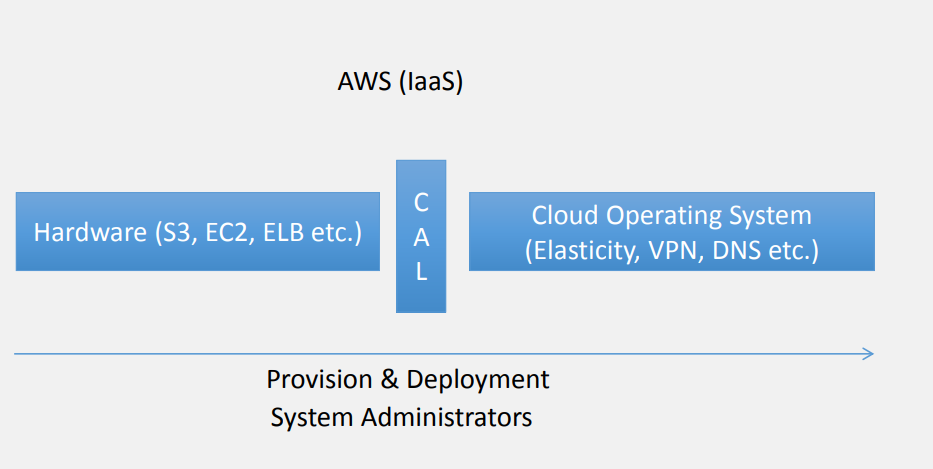 AWS (IaaS)
Hardware (S3, EC2, ELB etc.)
C
A
L
Cloud Operating System
(Elasticity, VPN, DNS etc.)
Provision & Deployment
System Administrators